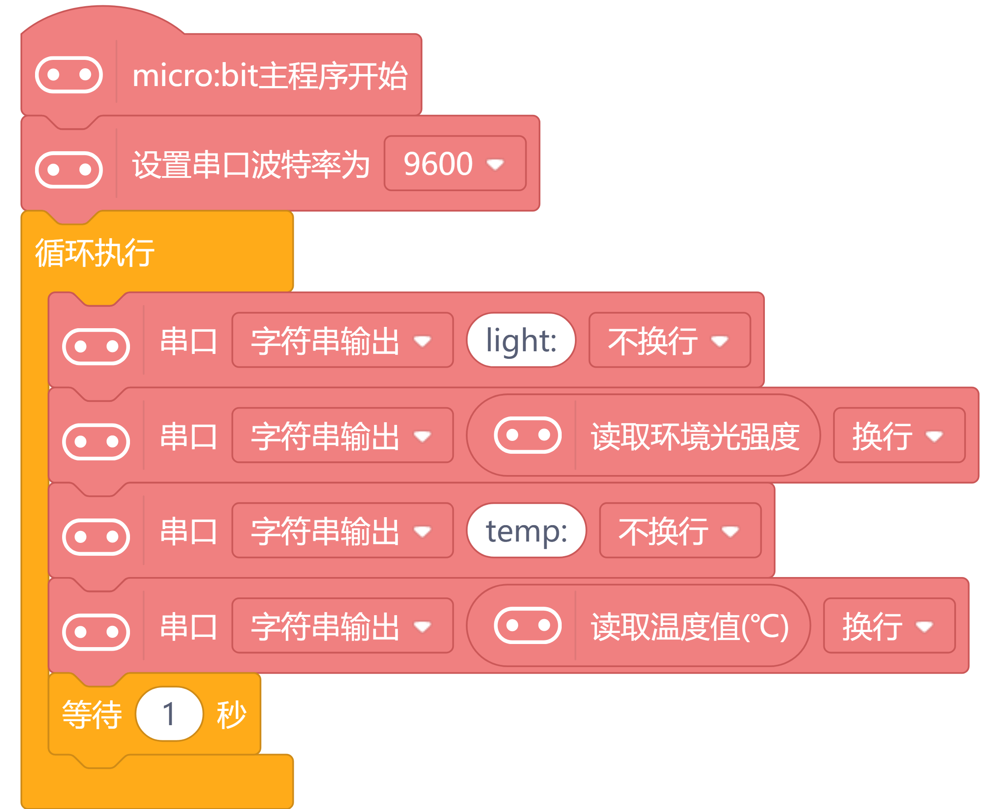 micro:bit主程序开始
设置串口波特率为 9600
循环执行
串口 字符串输出 light: 不换行
串口 字符串输出 读取环境光强度 换行
串口 字符串输出 temp: 不换行
串口 字符串输出 读取温度值(°C) 换行
等待 1 秒